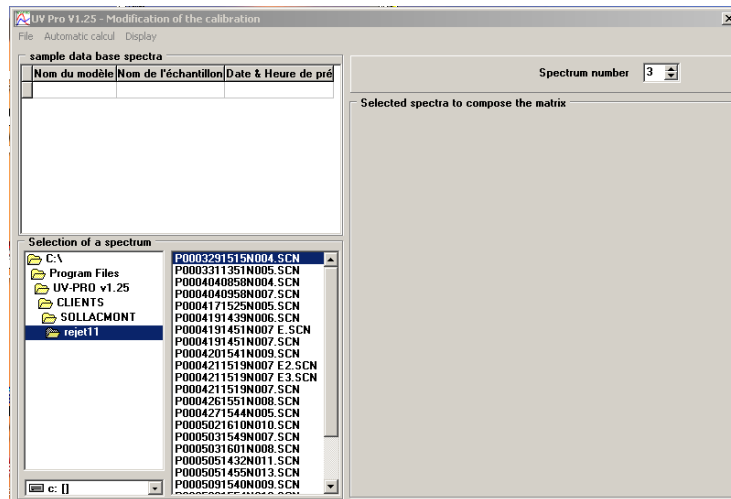 UV Pro V1.25 - Modification of the calibration
File Automatic calcul Display
sample data base spectra
Nom du modèle Nom de l'échantillon Date & Heure de pré
Spectrum number 3
Selected spectra to compose the matrix
Selection of a spectrum
C:\
Program Files
UV-PRO v1.25
CLIENTS
SOLLACMONT
rejet11
c: []
P0003291515N004.SCN
P0003311351N005.SCN
P0004040858N004.SCN
P0004040958N007.SCN
P0004171525N005.SCN
P0004191439N006.SCN
P0004191451N007 E.SCN
P0004191451N007.SCN
P0004201541N009.SCN
P0004211519N007 E2.SCN
P0004211519N007 E3.SCN
P0004211519N007.SCN
P0004261551N008.SCN
P0004271544N005.SCN
P0005021610N010.SCN
P0005031549N007.SCN
P0005031601N008.SCN
P0005051432N011.SCN
P0005051455N013.SCN
P0005091540N009.SCN